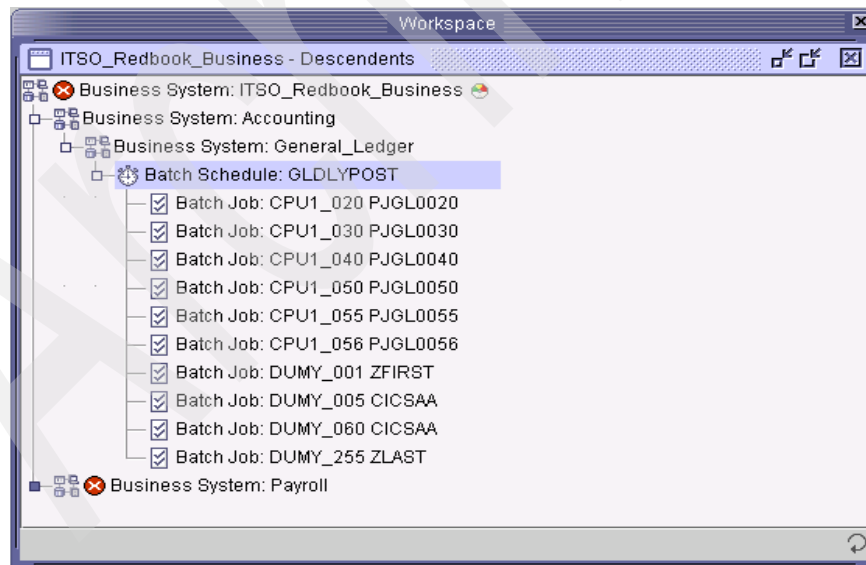 Workspace
ITSO_Redbook_Business - Descendents
Business System: ITSO_Redbook_Business
Business System: Accounting
Business System: General_Ledger
Batch Schedule: GLDLYPOST
Batch Job: CPU1_020 PJGL0020
Batch Job: CPU1_030 PJGL0030
Batch Job: CPU1_040 PJGL0040
Batch Job: CPU1_050 PJGL0050
Batch Job: CPU1_055 PJGL0055
Batch Job: CPU1_056 PJGL0056
Batch Job: DUMY_001 ZFIRST
Batch Job: DUMY_005 CICSAA
Batch Job: DUMY_060 CICSAA
Batch Job: DUMY_255 ZLAST
Business System: Payroll